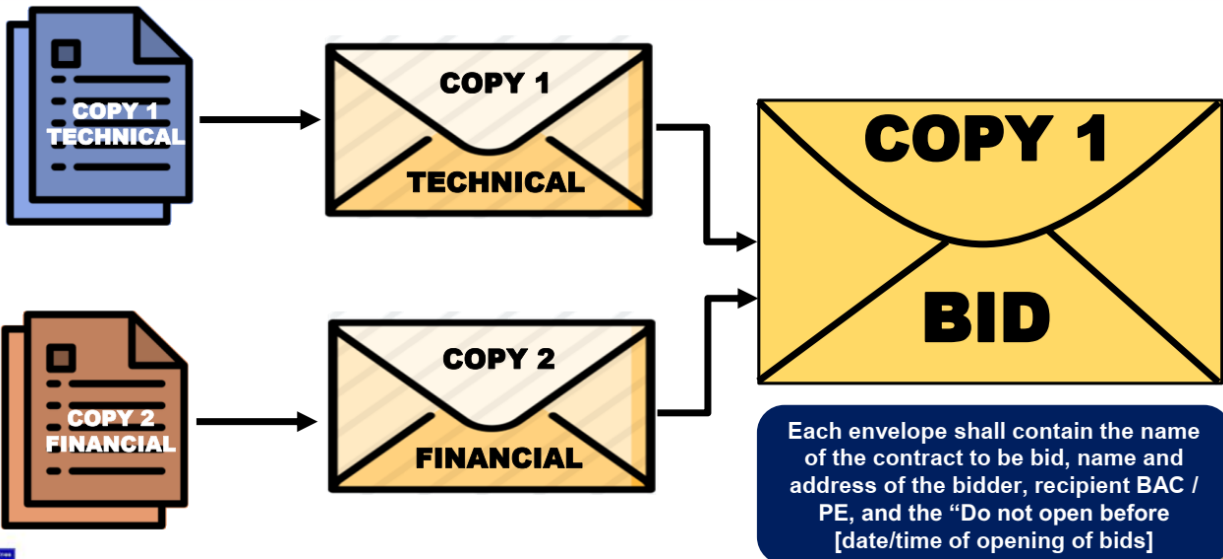 COPY 1
TECHNICAL
COPY 1
TECHNICAL
COPY 1
BID
COPY 2
FINANCIAL
COPY 2
FINANCIAL
Each envelope shall contain the name
of the contract to be bid, name and
address of the bidder, recipient BAC /
PE, and the “Do not open before
[date/time of opening of bids]